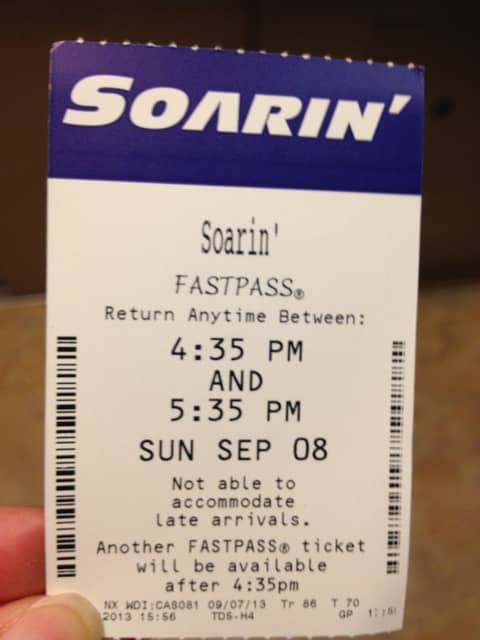 SOARIN'
Soarin'
FASTPASS®
Return Anytime Between:
4:35 PM
AND
5:35 PM
SUN SEP 08
Not able to
accommodate
late arrivals.
Another FASTPASS® ticket
will be available
after 4:35pm
NX WDI:CAS081 09/07/13 Tr 86 T 70
2013 15:56 TDS-H4 GP